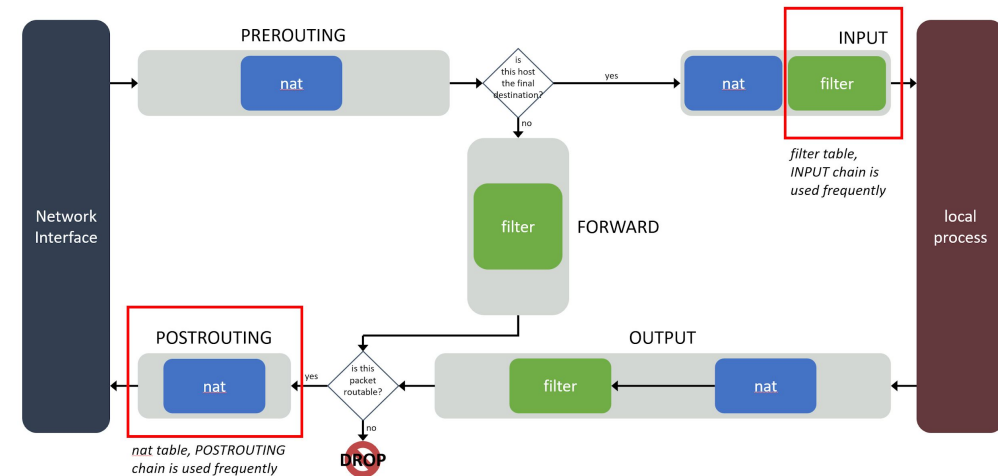 PREROUTING
nat
is
this host
the final
destination?
yes
no
INPUT
nat
filter
filter table,
INPUT chain is
used frequently
Network
Interface
filter
FORWARD
local
process
POSTROUTING
nat
yes
is this
packet
routable?
no
DROP
OUTPUT
filter
nat
nat table, POSTROUTING
chain is used frequently